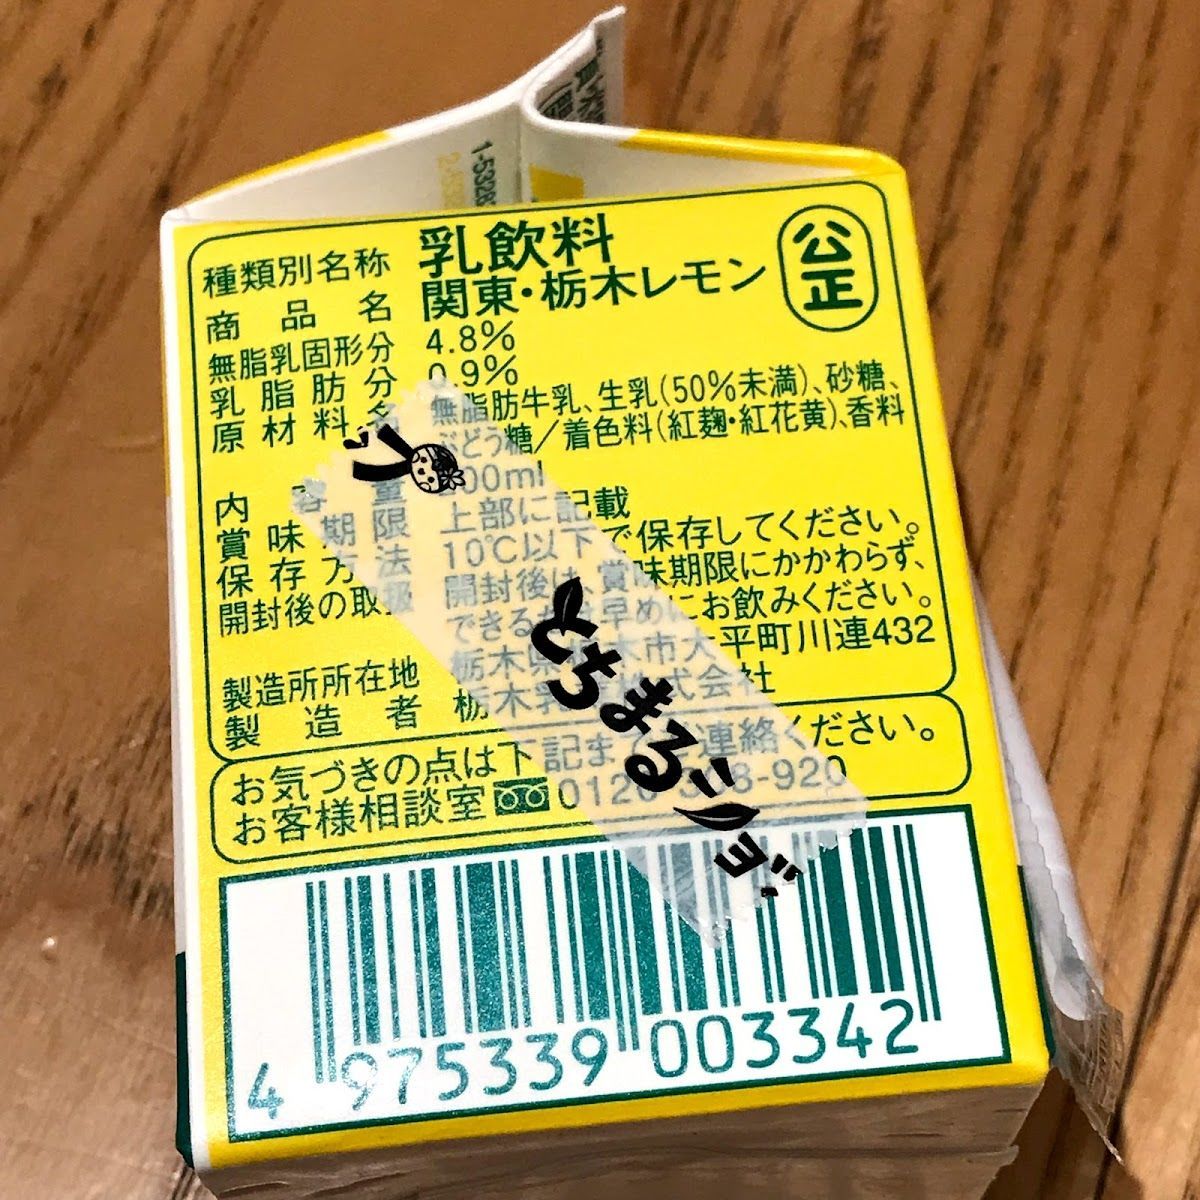 種類別名称 乳飲料
商品名 関東・栃木レモン
公正
無脂乳固形分 4.8%
乳脂肪分 0.9%
原材料名 無脂肪牛乳、生乳(50%未満)、砂糖、
ぶどう糖/着色料(紅麹・紅花黄)、香料
内容量 200ml
賞味期限 上部に記載
保存方法 10℃以下で保存してください。
開封後の取扱 開封後は、賞味期限にかかわらず、
できるだけ早めにお飲みください。
製造所所在地 栃木県栃木市大平町川連432
製造者 栃木乳業株式会社
お気づきの点は下記までご連絡ください。
お客様相談室 0120-
-920
とちまるショ
4 975339 003342